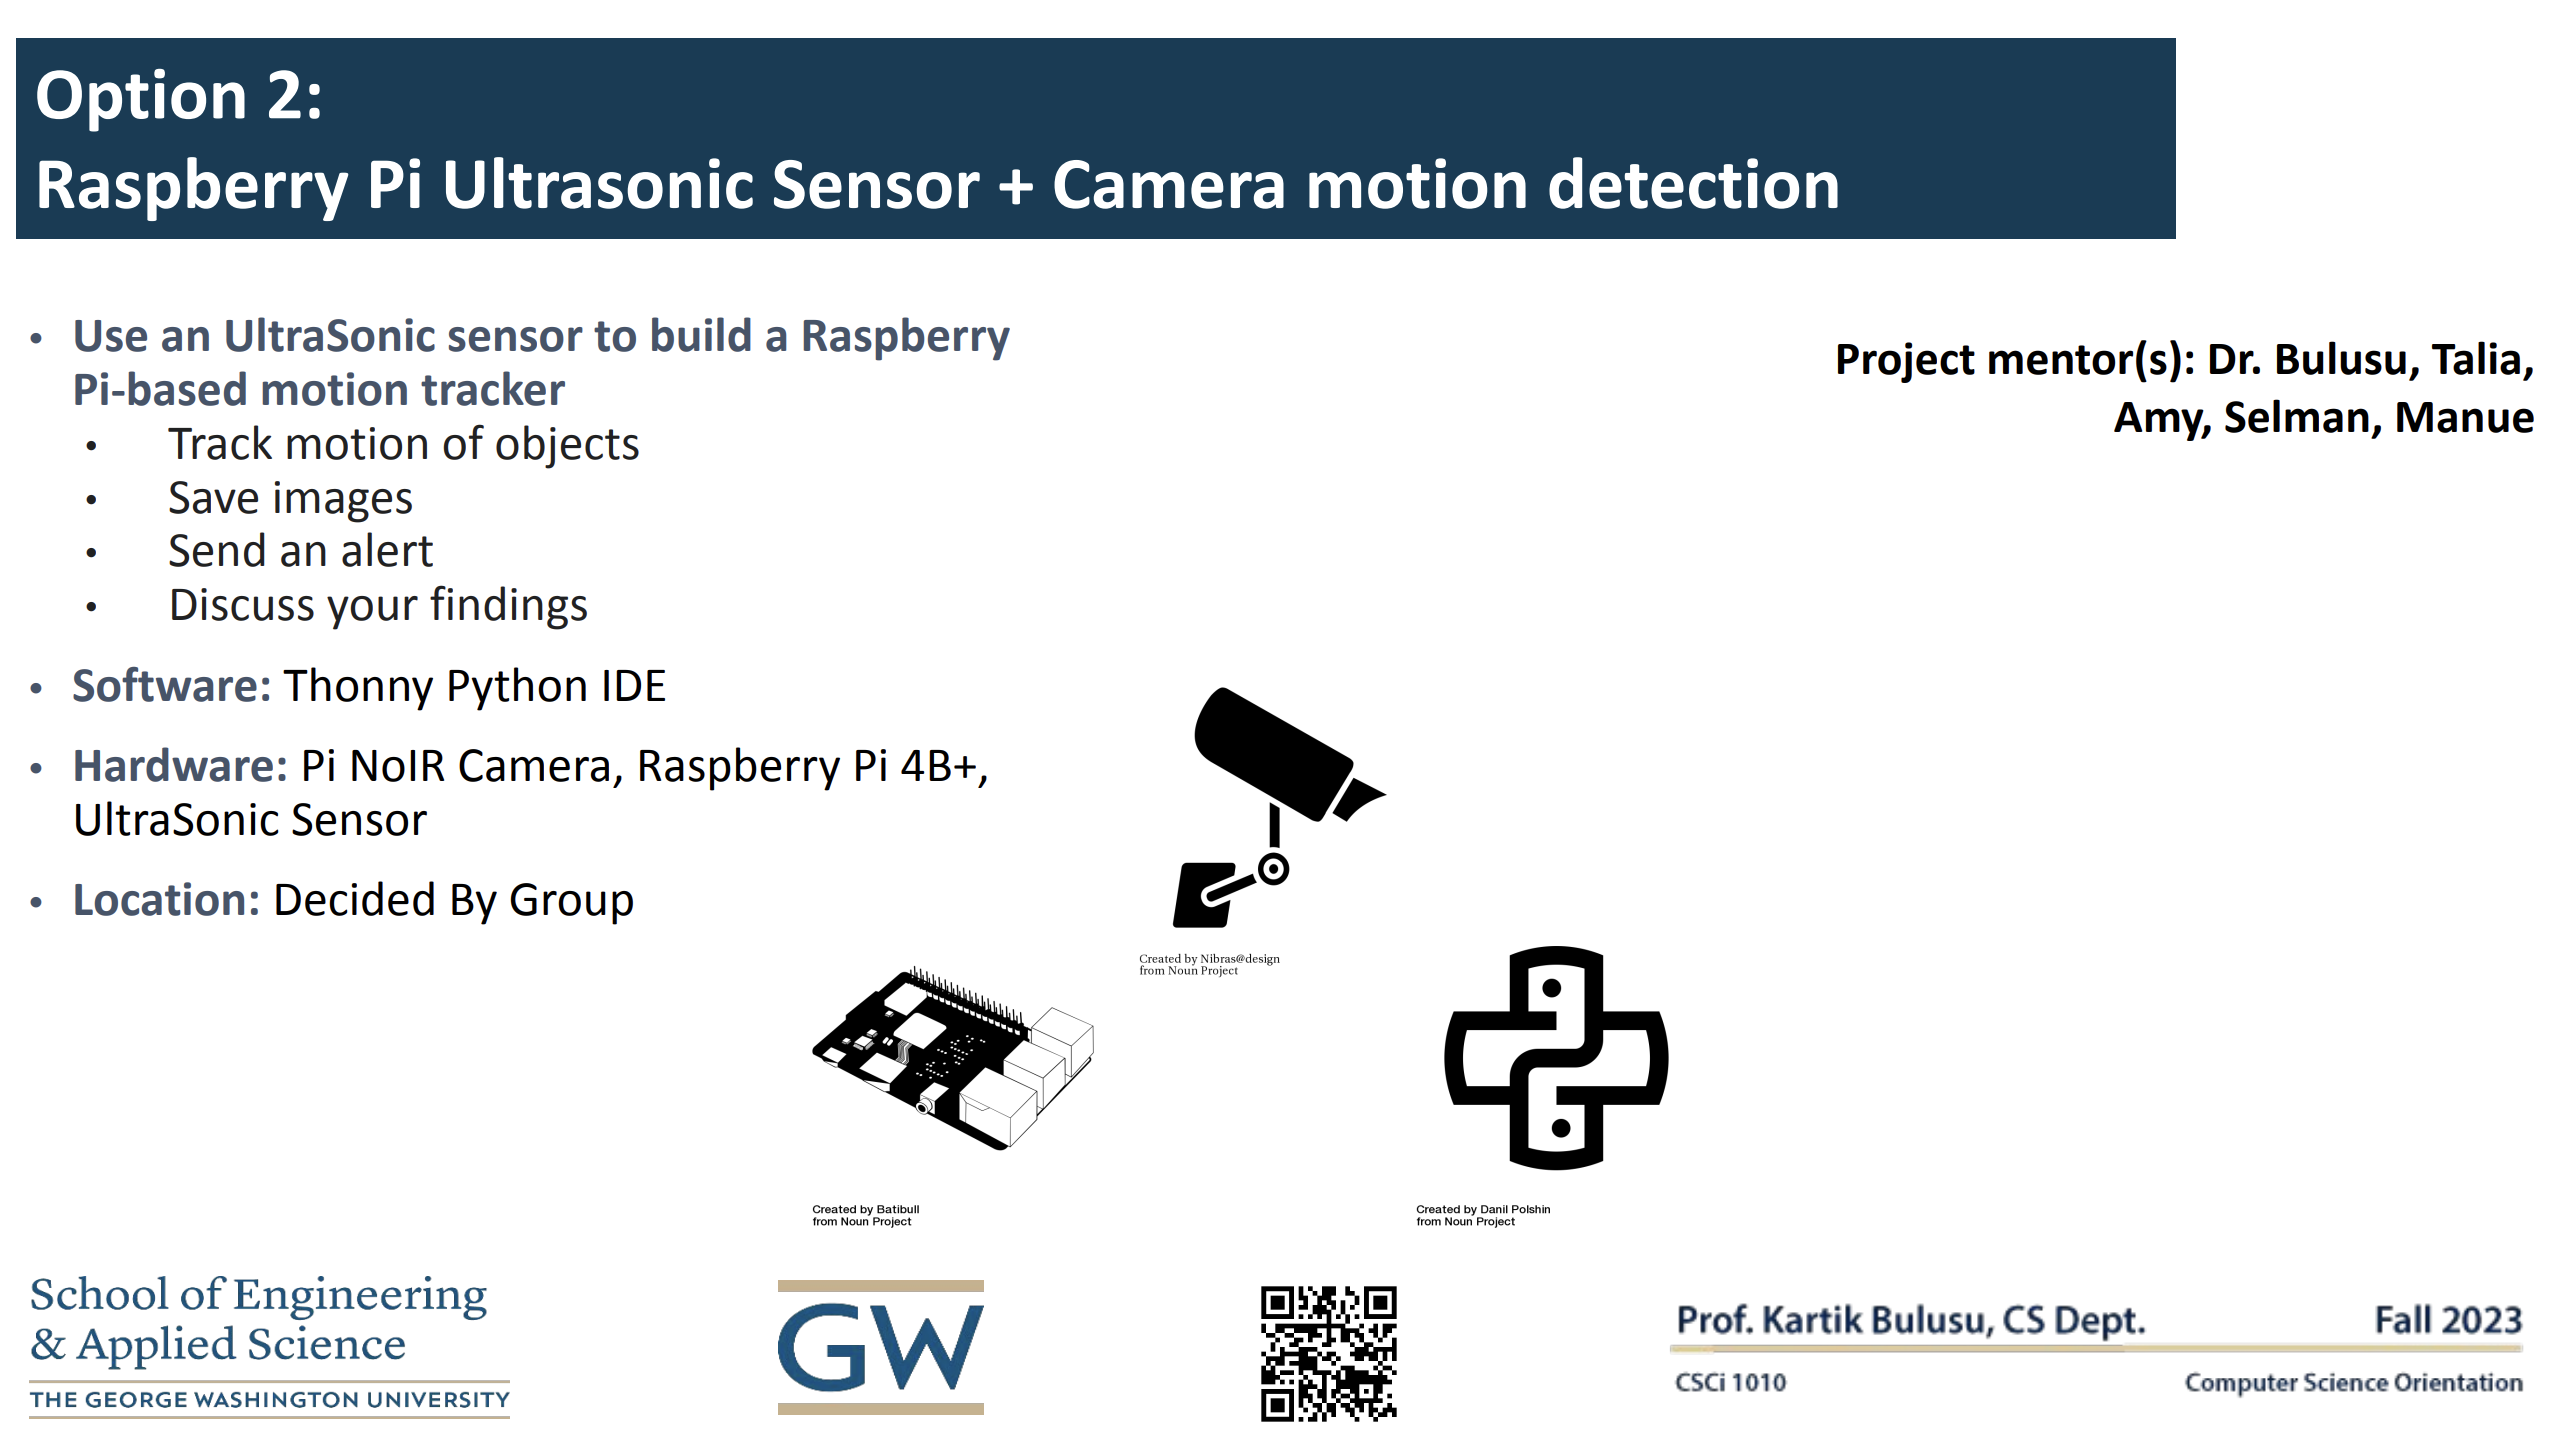 Option 2:
Raspberry Pi Ultrasonic Sensor + Camera motion detection
• Use an UltraSonic sensor to build a Raspberry
Pi-based motion tracker
• Track motion of objects
• Save images
• Send an alert
• Discuss your findings
• Software: Thonny Python IDE
• Hardware: Pi NoIR Camera, Raspberry Pi 4B+,
UltraSonic Sensor
• Location: Decided By Group
Project mentor(s): Dr. Bulusu, Talia,
Amy, Selman, Manue
Created by Nibras@design
from Noun Project
Created by Batibull
from Noun Project
Created by Danil Polshin
from Noun Project
School of Engineering
& Applied Science
THE GEORGE WASHINGTON UNIVERSITY
GW
Prof. Kartik Bulusu, CS Dept. Fall 2023
CSCi 1010 Computer Science Orientation